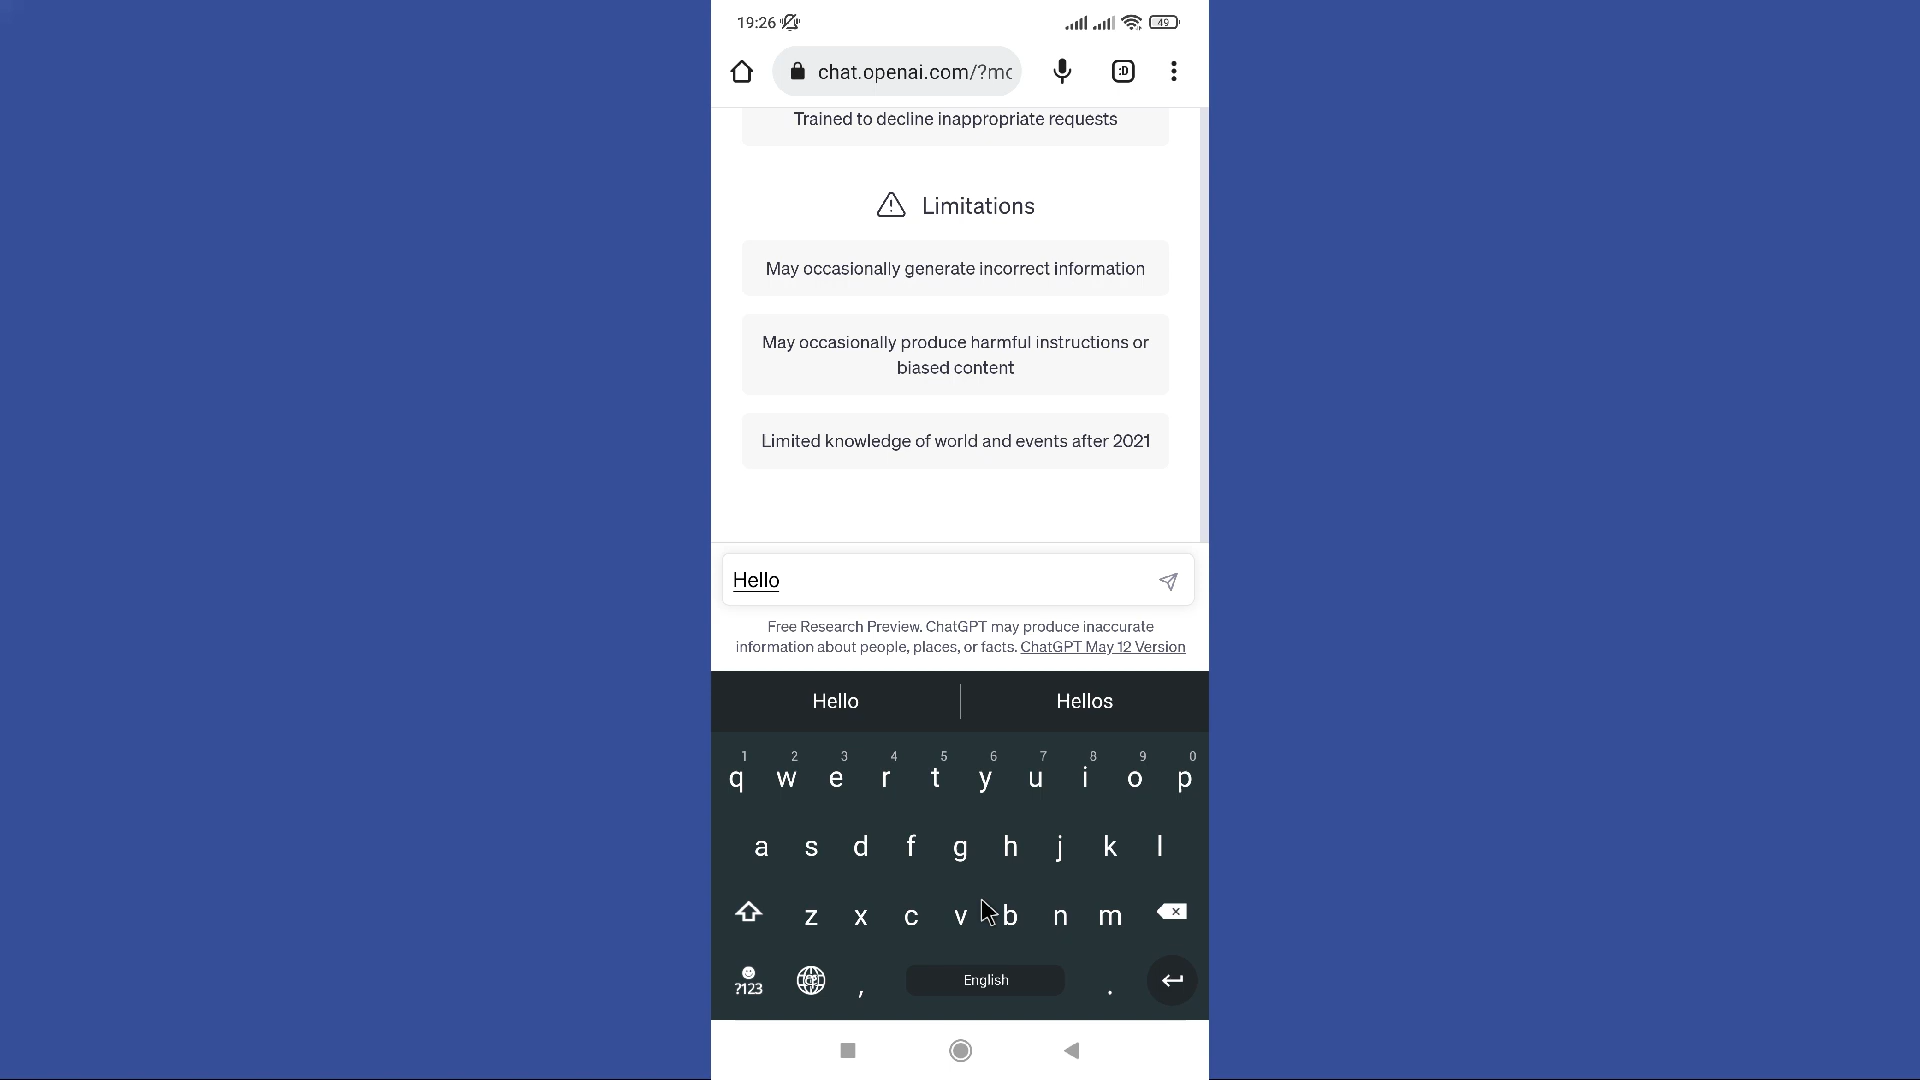 19:26
49
chat.openai.com/?mo
:D
Trained to decline inappropriate requests
Limitations
May occasionally generate incorrect information
May occasionally produce harmful instructions or
biased content
Limited knowledge of world and events after 2021
Hello
Free Research Preview. ChatGPT may produce inaccurate
information about people, places, or facts. ChatGPT May 12 Version
Hello Hellos
1 2 3 4 5 6 7 8 9 0
q w e r t y u i o p
a s d f g h j k l
z x c v b n m
?123 , English .